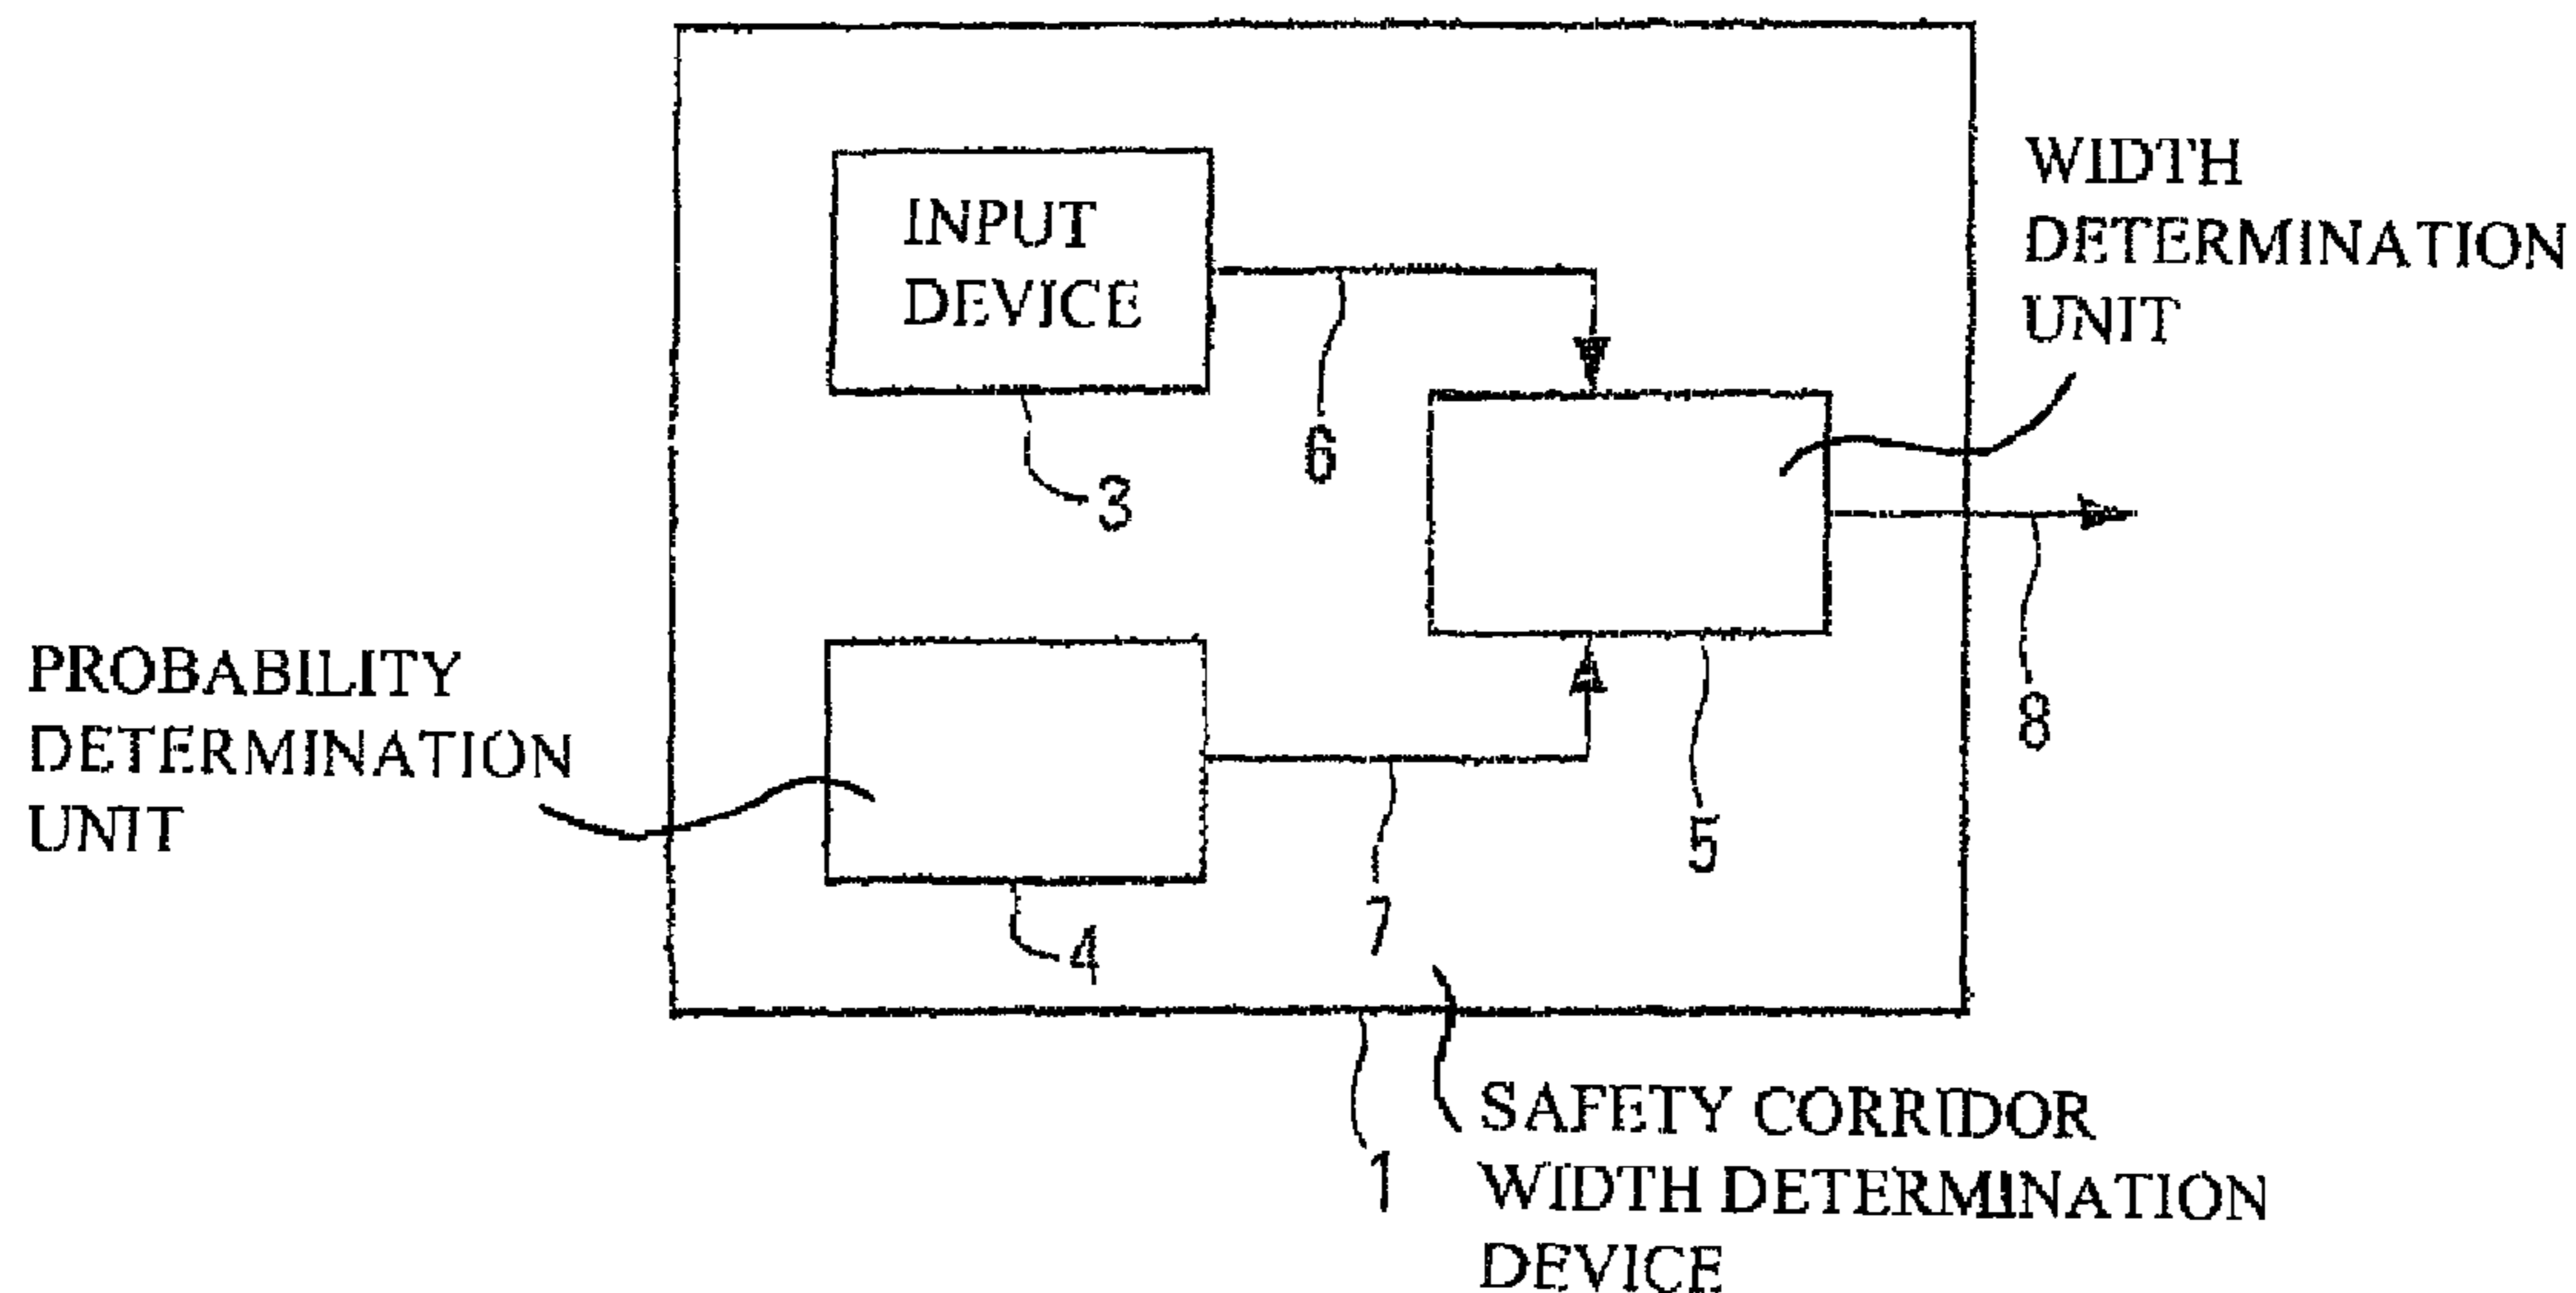 INPUT
DEVICE
WIDTH
DETERMINATION
UNIT
6
3
8
PROBABILITY
DETERMINATION
UNIT
5
7
4
1
SAFETY CORRIDOR
WIDTH DETERMINATION
DEVICE